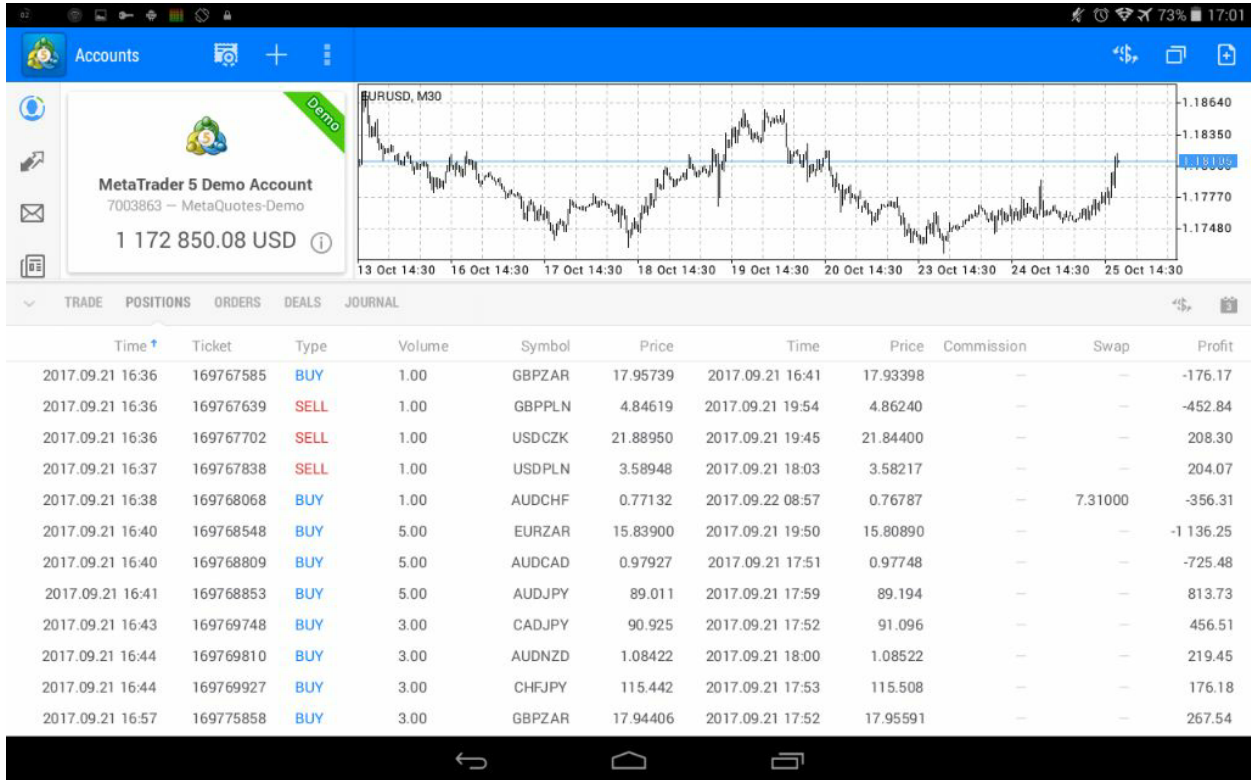 73% 17:01
Accounts
EURUSD, M30
1.18640
1.18350
1.18105
1.17770
1.17480
13 Oct 14:30 16 Oct 14:30 17 Oct 14:30 18 Oct 14:30 19 Oct 14:30 20 Oct 14:30 23 Oct 14:30 24 Oct 14:30 25 Oct 14:30
Demo
MetaTrader 5 Demo Account
7003863 — MetaQuotes-Demo
1 172 850.08 USD
TRADE POSITIONS ORDERS DEALS JOURNAL
Time Ticket Type Volume Symbol Price Time Price Commission Swap Profit
2017.09.21 16:36 169767585 BUY 1.00 GBPZAR 17.95739 2017.09.21 16:41 17.93398 — — -176.17
2017.09.21 16:36 169767639 SELL 1.00 GBPPLN 4.84619 2017.09.21 19:54 4.86240 — — -452.84
2017.09.21 16:36 169767702 SELL 1.00 USDCZK 21.88950 2017.09.21 19:45 21.84400 — — 208.30
2017.09.21 16:37 169767838 SELL 1.00 USDPLN 3.58948 2017.09.21 18:03 3.58217 — — 204.07
2017.09.21 16:38 169768068 BUY 1.00 AUDCHF 0.77132 2017.09.22 08:57 0.76787 — 7.31000 -356.31
2017.09.21 16:40 169768548 BUY 5.00 EURZAR 15.83900 2017.09.21 19:50 15.80890 — — -1 136.25
2017.09.21 16:40 169768809 BUY 5.00 AUDCAD 0.97927 2017.09.21 17:51 0.97748 — — -725.48
2017.09.21 16:41 169768853 BUY 5.00 AUDJPY 89.011 2017.09.21 17:59 89.194 — — 813.73
2017.09.21 16:43 169769748 BUY 3.00 CADJPY 90.925 2017.09.21 17:52 91.096 — — 456.51
2017.09.21 16:44 169769810 BUY 3.00 AUDNZD 1.08422 2017.09.21 18:00 1.08522 — — 219.45
2017.09.21 16:44 169769927 BUY 3.00 CHFJPY 115.442 2017.09.21 17:53 115.508 — — 176.18
2017.09.21 16:57 169775858 BUY 3.00 GBPZAR 17.94406 2017.09.21 17:52 17.95591 — — 267.54